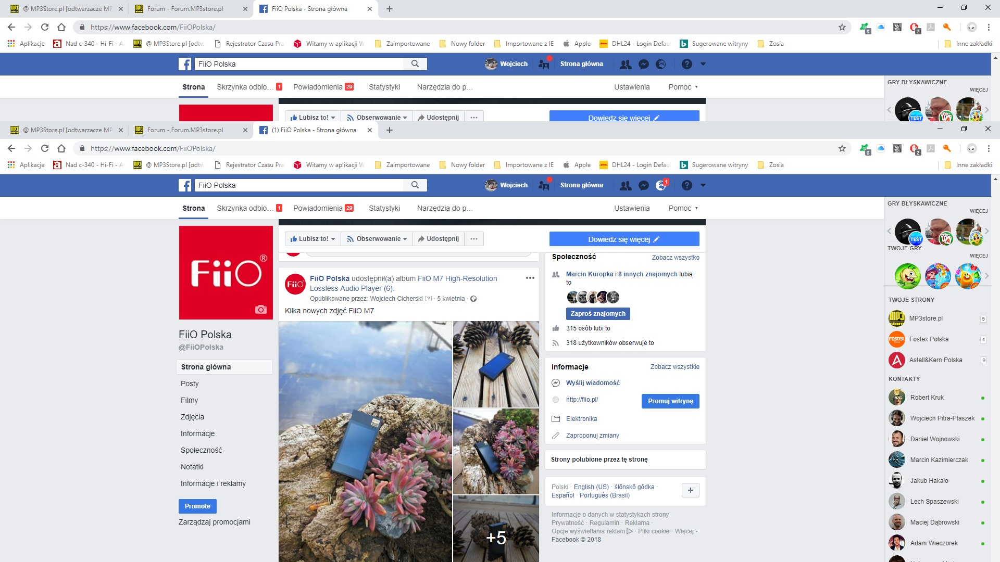 @ MP3Store.pl [odtwarzacze MP
Forum - Forum.MP3store.pl
FiiO Polska - Strona główna
https://www.facebook.com/FiiOPolska/
0
2
Aplikacje
Nad c-340 - Hi-Fi - A
@ MP3Store.pl [odtw
Rejestrator Czasu Pra
Witamy w aplikacji W
Zaimportowane
Nowy folder
Importowane z IE
Apple
DHL24 - Login Defau
Sugerowane witryny
Zosia
Inne zakładki
FiiO Polska
Wojciech
Strona główna
Strona
Skrzynka odbio... 1
Powiadomienia 29
Statystyki
Narzędzia do p...
Ustawienia
Pomoc
GRY BŁYSKAWICZNE
WIĘCEJ
TEST
Lubisz to!
Obserwowanie
Udostępnij
Dowiedz się więcej
@ MP3Store.pl [odtwarzacze MP
Forum - Forum.MP3store.pl
(1) FiiO Polska - Strona główna
https://www.facebook.com/FiiOPolska/
0
2
Aplikacje
Nad c-340 - Hi-Fi - A
@ MP3Store.pl [odtw
Rejestrator Czasu Pra
Witamy w aplikacji W
Zaimportowane
Nowy folder
Importowane z IE
Apple
DHL24 - Login Defau
Sugerowane witryny
Zosia
Inne zakładki
FiiO Polska
Wojciech
Strona główna
1
Strona
Skrzynka odbio... 1
Powiadomienia 29
Statystyki
Narzędzia do p...
Ustawienia
Pomoc
FiiO®
FiiO Polska
@FiiOPolska
Strona główna
Posty
Filmy
Zdjęcia
Informacje
Społeczność
Notatki
Informacje i reklamy
Promote
Zarządzaj promocjami
Lubisz to!
Obserwowanie
Udostępnij
Dowiedz się więcej
FiiO
FiiO Polska udostępnił(a) album FiiO M7 High-Resolution
Lossless Audio Player (6).
Opublikowane przez: Wojciech Cicherski [?] · 5 kwietnia ·
Kilka nowych zdjęć FiiO M7
+5
Społeczność
Zobacz wszystko
Marcin Kuropka i 8 innych znajomych lubią
to
Zaproś znajomych
315 osób lubi to
318 użytkowników obserwuje to
Informacje
Zobacz wszystkie
Wyślij wiadomość
http://fiio.pl/
Promuj witrynę
Elektronika
Zaproponuj zmiany
Strony polubione przez tę stronę
Polski · English (US) · ślōnskŏ gŏdka ·
Español · Português (Brasil)
Informacje o danych w statystykach strony
Prywatność · Regulamin · Reklama ·
Opcje wyświetlania reklam · Pliki cookie · Więcej
Facebook © 2018
GRY BŁYSKAWICZNE
WIĘCEJ
TEST
TWOJE GRY
WIĘCEJ
TWOJE STRONY
MP3store.pl 5
Fostex Polska 4
Astell&Kern Polska 9
KONTAKTY
Robert Kruk
Wojciech Pitra-Ptaszek
Daniel Wojnowski
Marcin Kazimierczak
Jakub Hakało
Lech Spaszewski
Maciej Dąbrowski
Adam Wieczorek